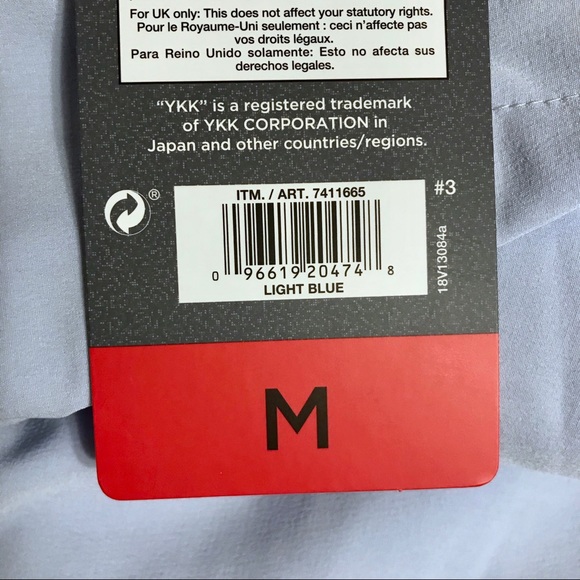 For UK only: This does not affect your statutory rights.
Pour le Royaume-Uni seulement : ceci n'affecte pas
vos droits légaux.
Para Reino Unido solamente: Esto no afecta sus
derechos legales.
"YKK" is a registered trademark
of YKK CORPORATION in
Japan and other countries/regions.
®
ITM. / ART. 7411665
#3
0 96619 20474 8
LIGHT BLUE
18V13084a
M